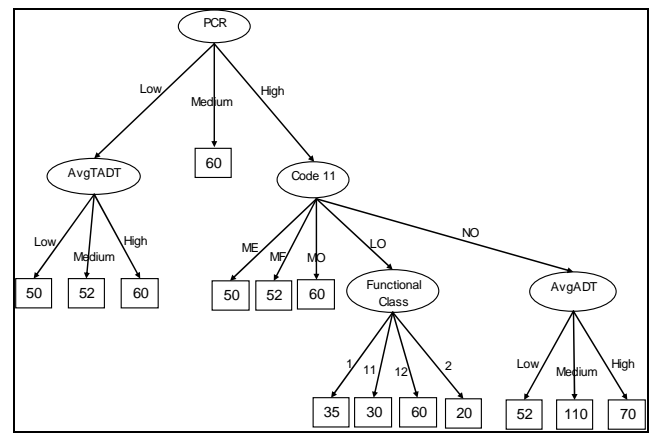 PCR
Low
Medium
High
60
AvgTADT
Code 11
Low
Medium
High
ME
MF
MO
LO
NO
50
52
60
50
52
60
Functional
Class
AvgADT
1
11
12
2
Low
Medium
High
35
30
60
20
52
110
70